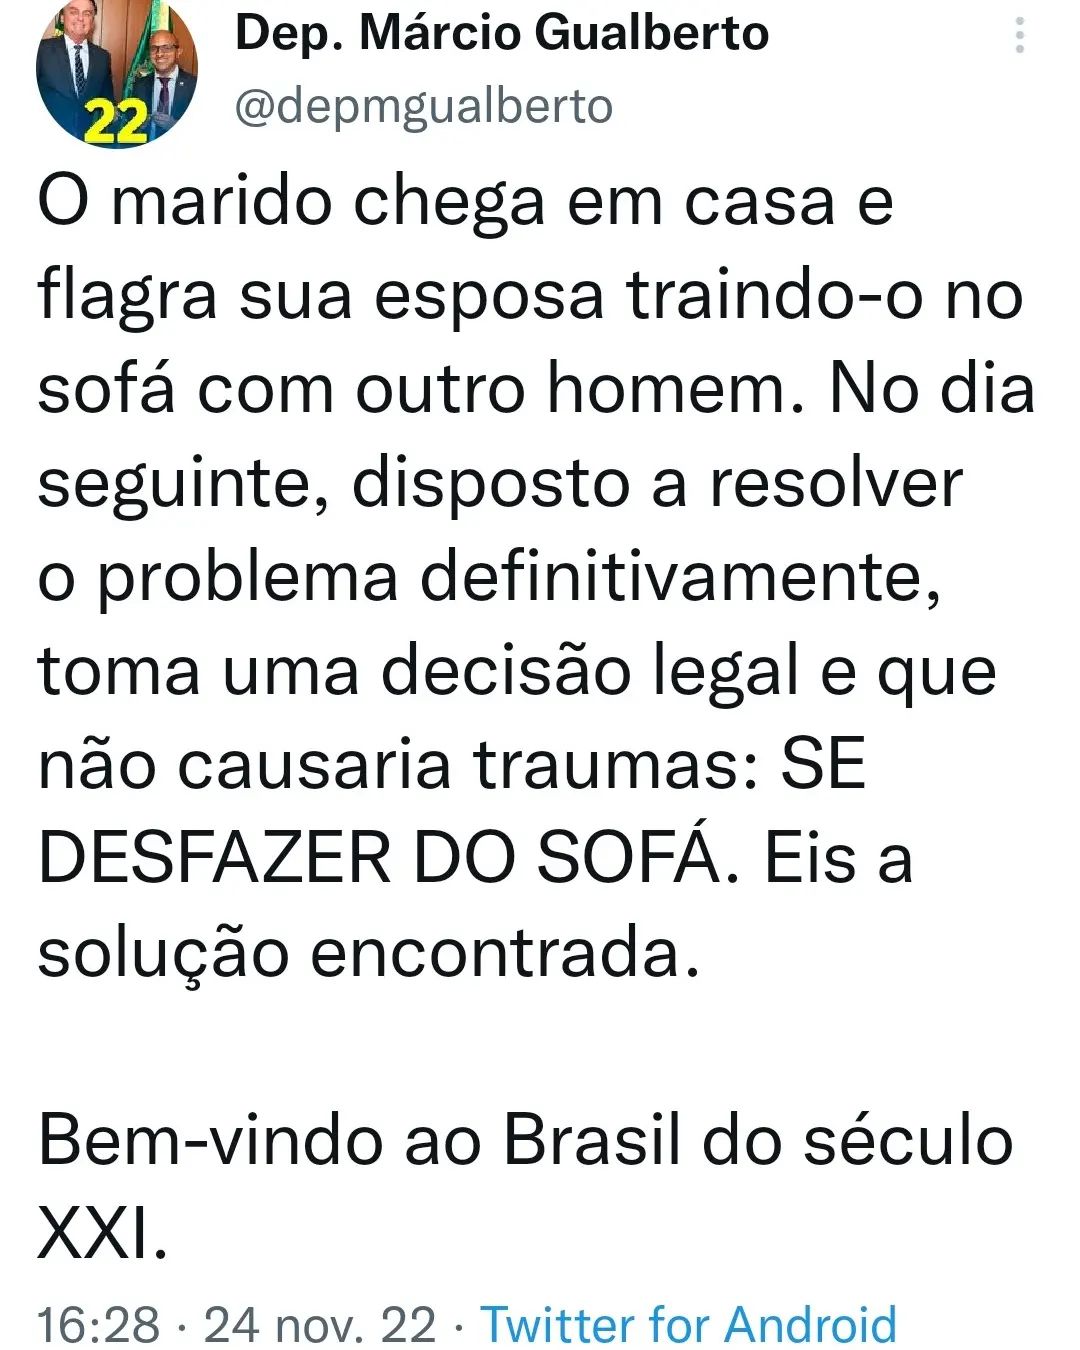 22
Dep. Márcio Gualberto
@depmgualberto
O marido chega em casa e
flagra sua esposa traindo-o no
sofá com outro homem. No dia
seguinte, disposto a resolver
o problema definitivamente,
toma uma decisão legal e que
não causaria traumas: SE
DESFAZER DO SOFÁ. Eis a
solução encontrada.
Bem-vindo ao Brasil do século
XXI.
16:28 · 24 nov. 22 · Twitter for Android